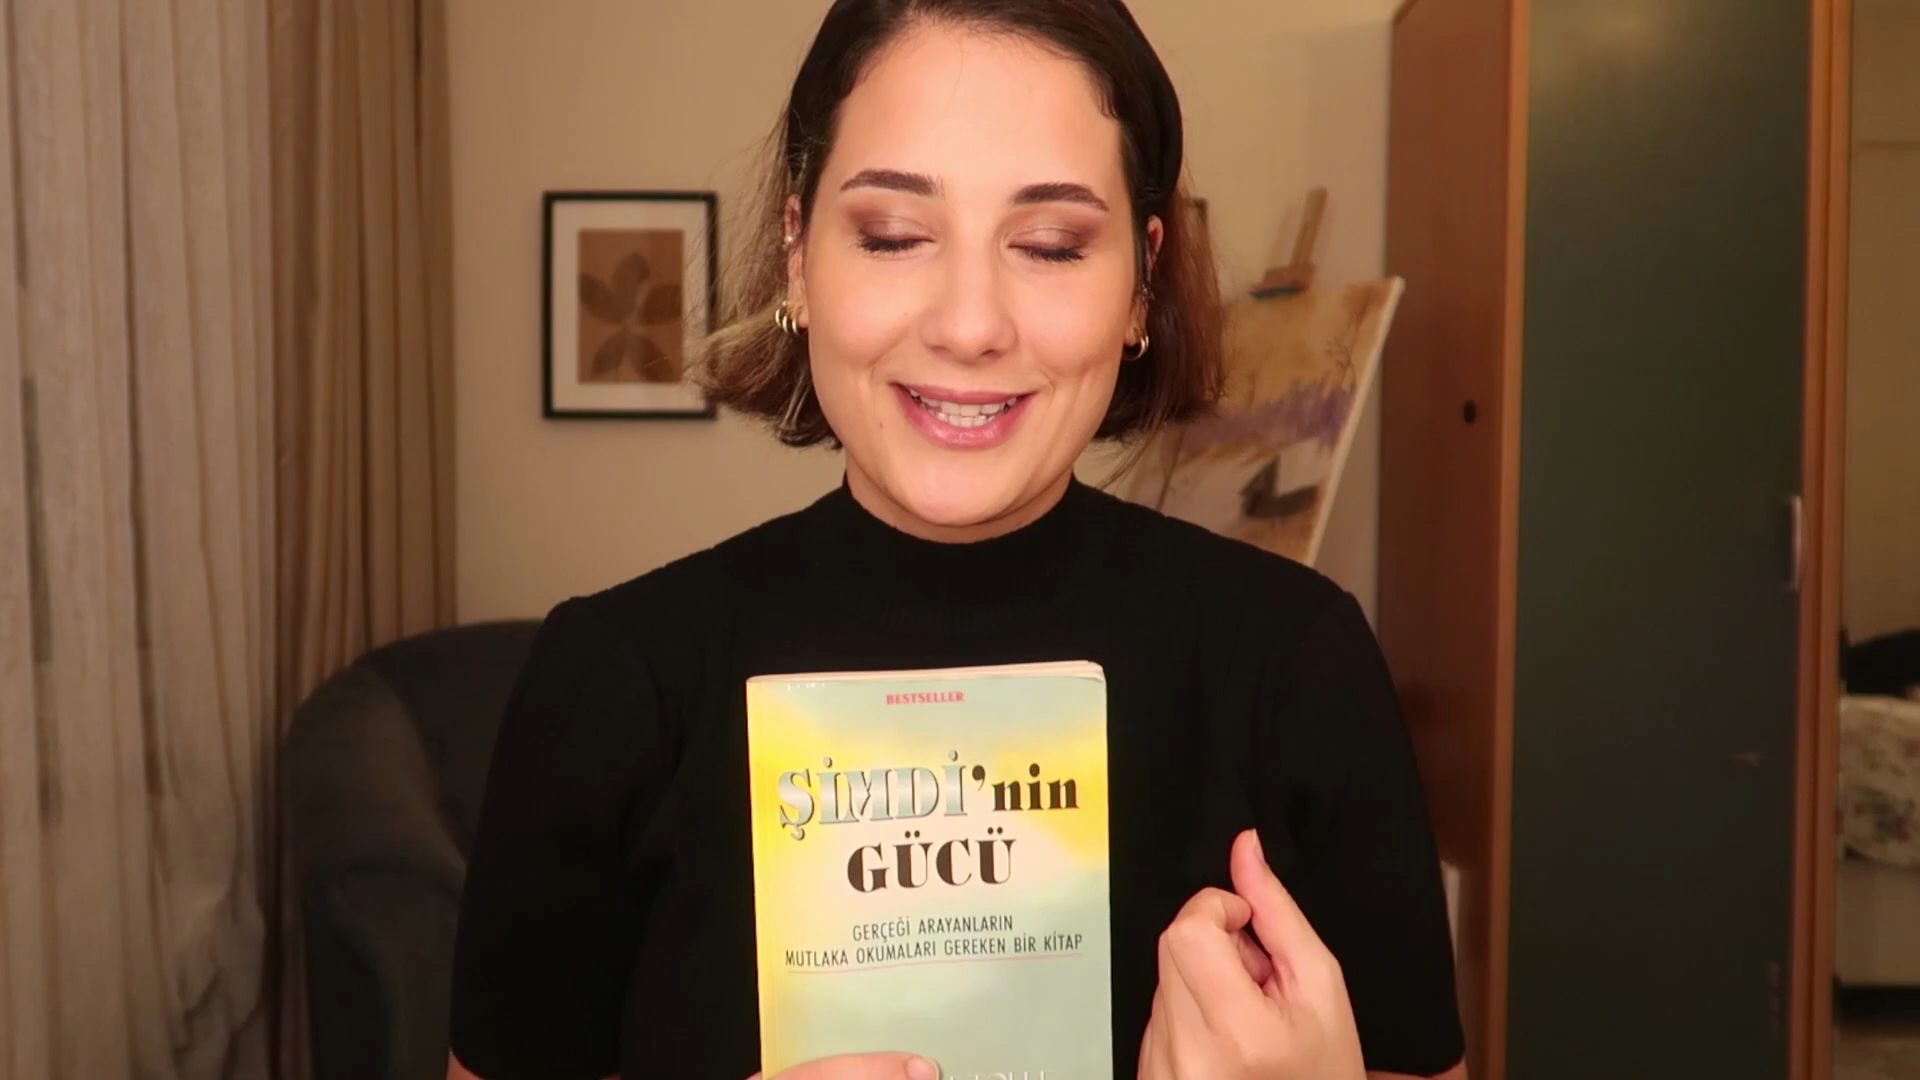 BESTSELLER
ŞİMDİ'nin
GÜCÜ
GERÇEĞİ ARAYANLARIN
MUTLAKA OKUMALARI GEREKEN BİR KİTAP